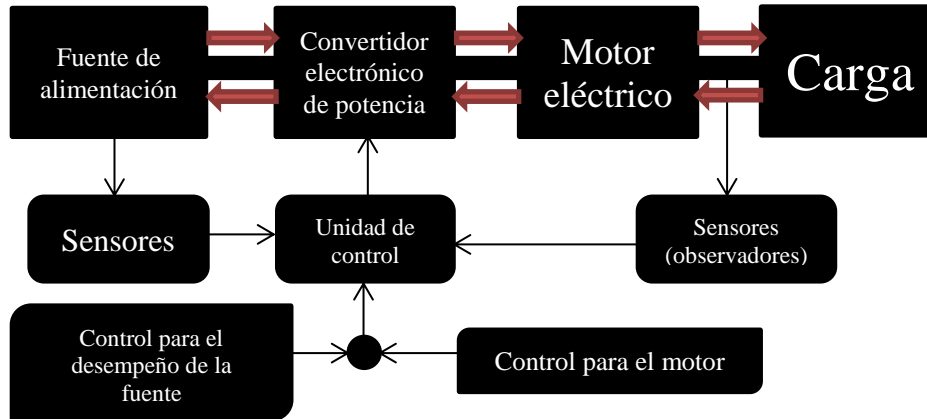 Fuente de
alimentación
Convertidor
electrónico
de potencia
Motor
eléctrico
Carga
Sensores
Unidad de
control
Sensores
(observadores)
Control para el
desempeño de la
fuente
Control para el motor